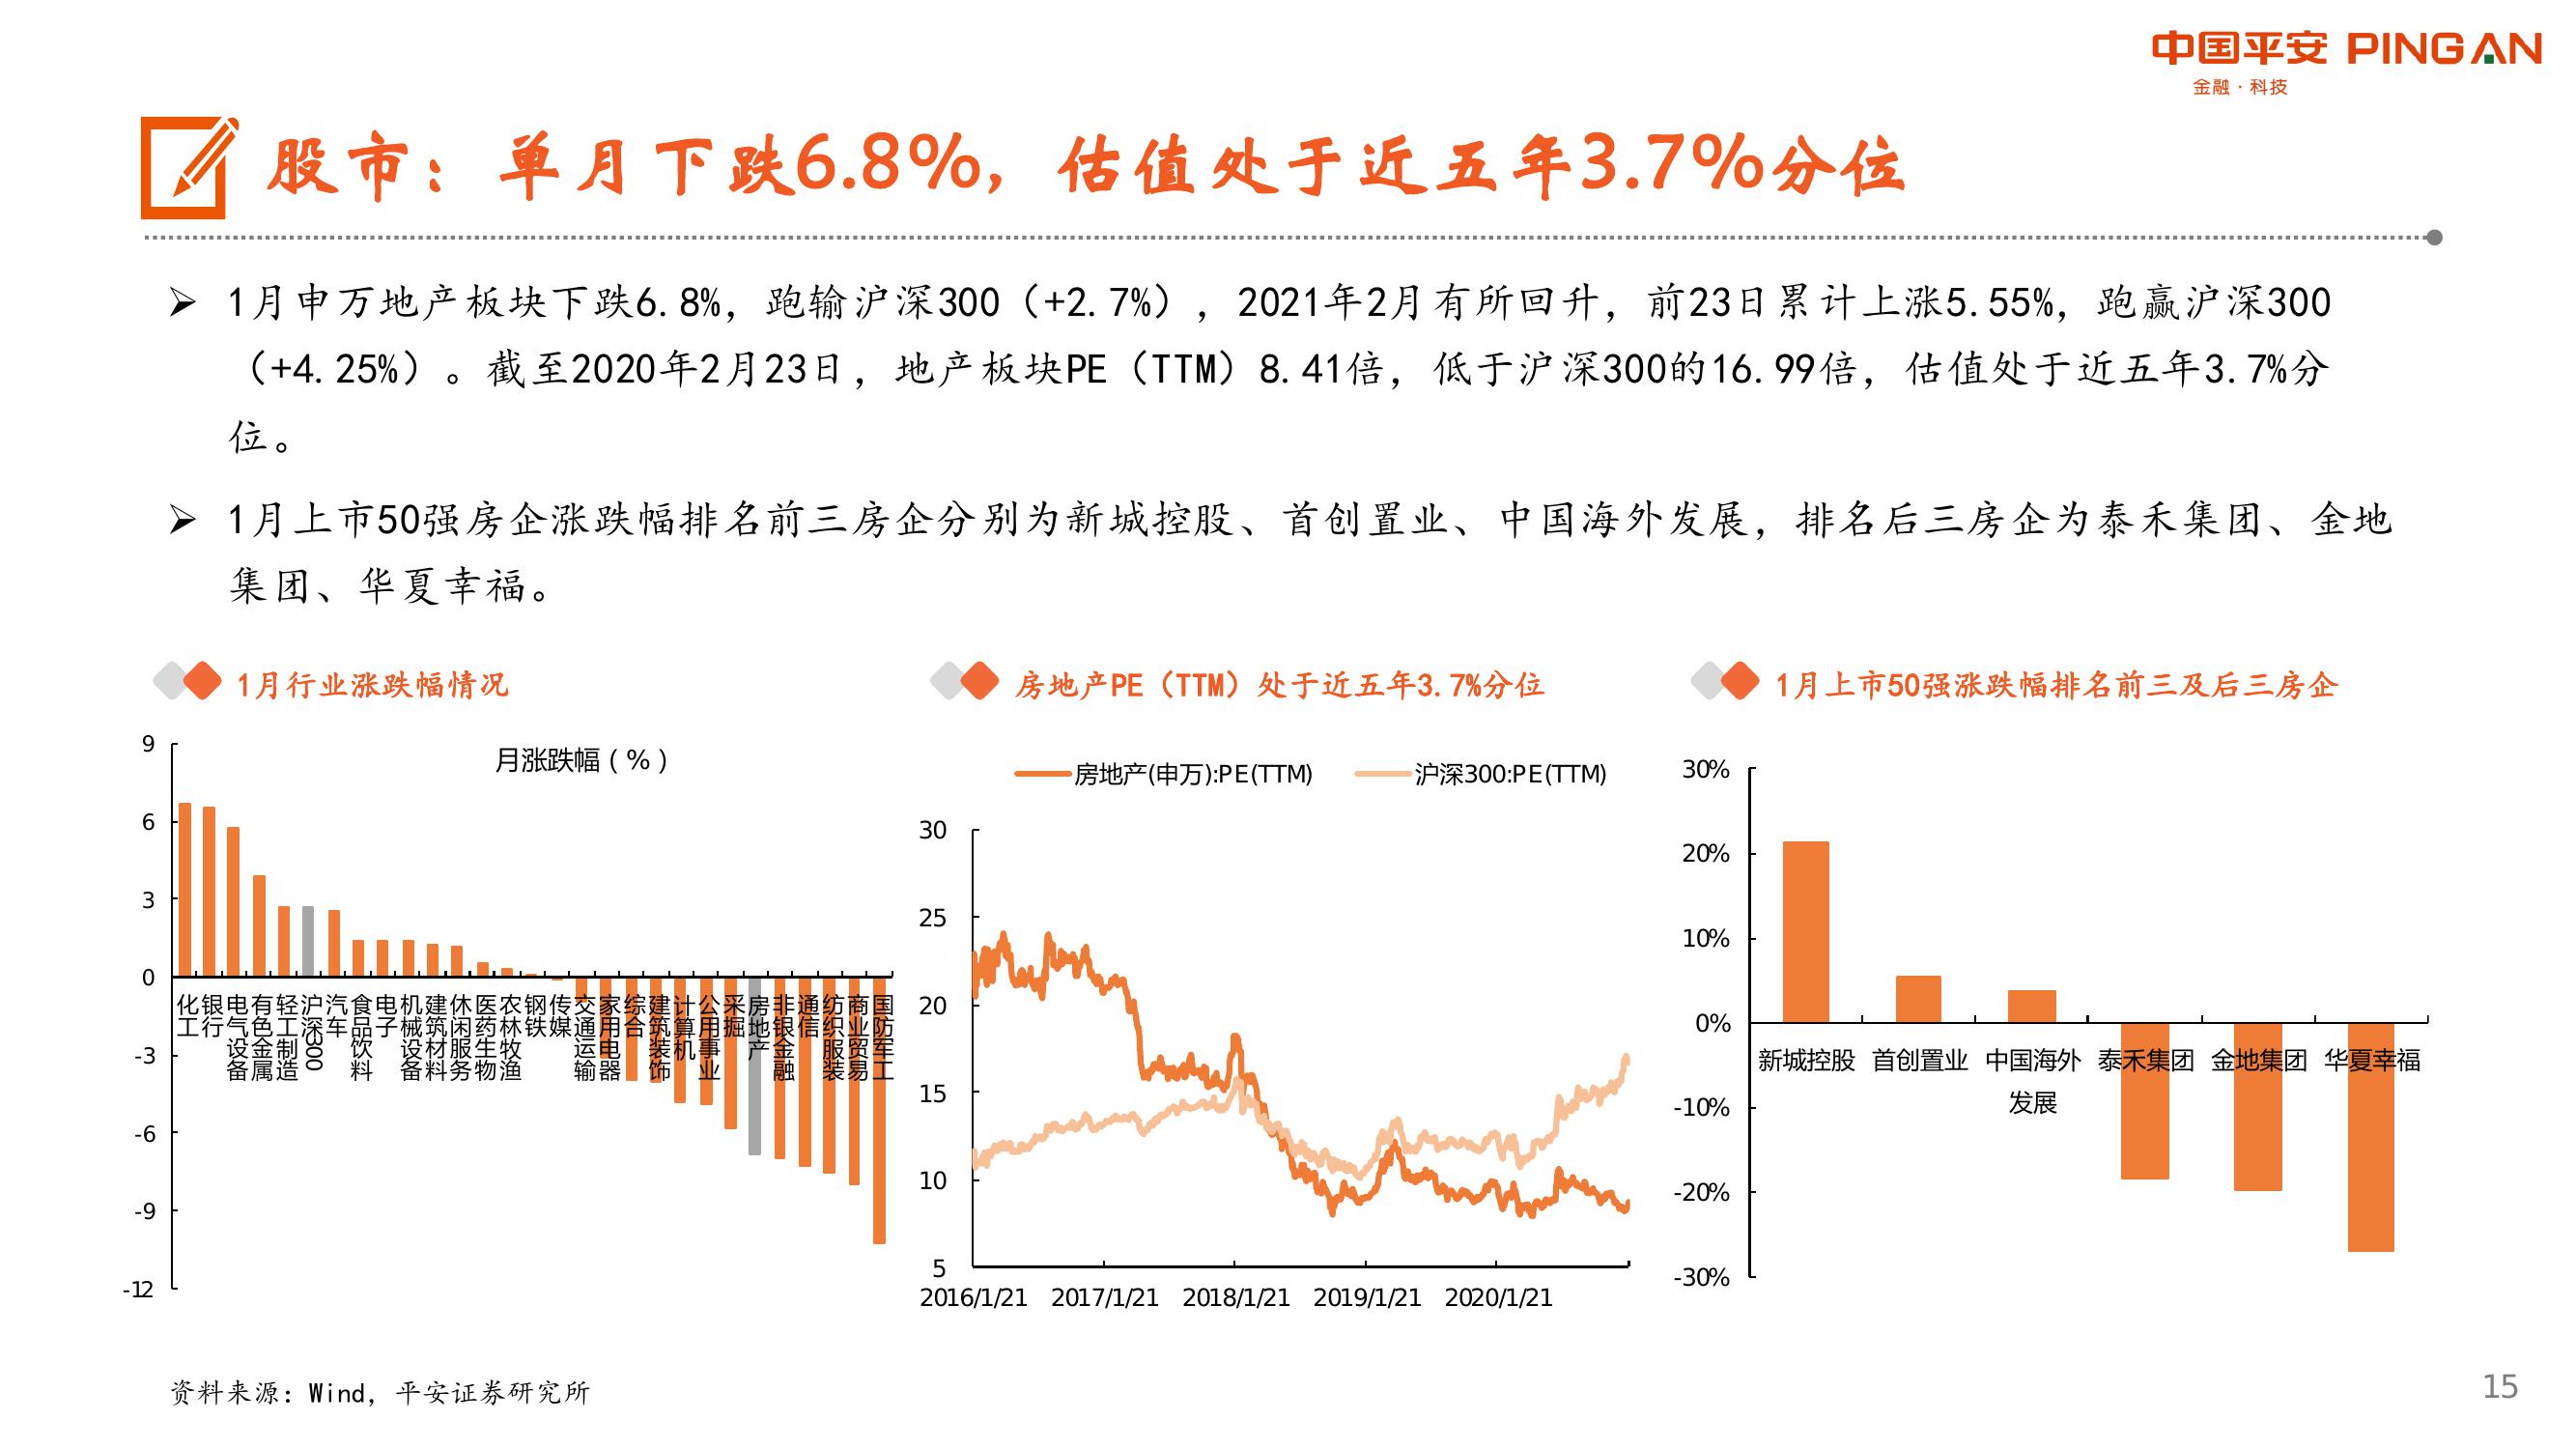 中国平安 PINGAN
金融·科技
股市：单月下跌6.8%，估值处于近五年3.7%分位
1月申万地产板块下跌6.8%，跑输沪深300（+2.7%），2021年2月有所回升，前23日累计上涨5.55%，跑赢沪深300
（+4.25%）。截至2020年2月23日，地产板块PE（TTM）8.41倍，低于沪深300的16.99倍，估值处于近五年3.7%分
位。
1月上市50强房企涨跌幅排名前三房企分别为新城控股、首创置业、中国海外发展，排名后三房企为泰禾集团、金地
集团、华夏幸福。
1月行业涨跌幅情况
月涨跌幅（%）
9
6
3
0
-3
-6
-9
-12
化工
银行
电气设备
有色金属
轻工制造
沪深300
汽车
食品饮料
电子
机械设备
建筑材料
休闲服务
医药生物
农林牧渔
钢铁
传媒
交通运输
家用电器
综合
建筑装饰
计算机
公用事业
采掘
房地产
非银金融
通信
纺织服装
商业贸易
国防军工
房地产PE（TTM）处于近五年3.7%分位
房地产(申万):PE(TTM)
沪深300:PE(TTM)
30
25
20
15
10
5
2016/1/21
2017/1/21
2018/1/21
2019/1/21
2020/1/21
1月上市50强涨跌幅排名前三及后三房企
30%
20%
10%
0%
-10%
-20%
-30%
新城控股
首创置业
中国海外
发展
泰禾集团
金地集团
华夏幸福
资料来源：Wind，平安证券研究所
15